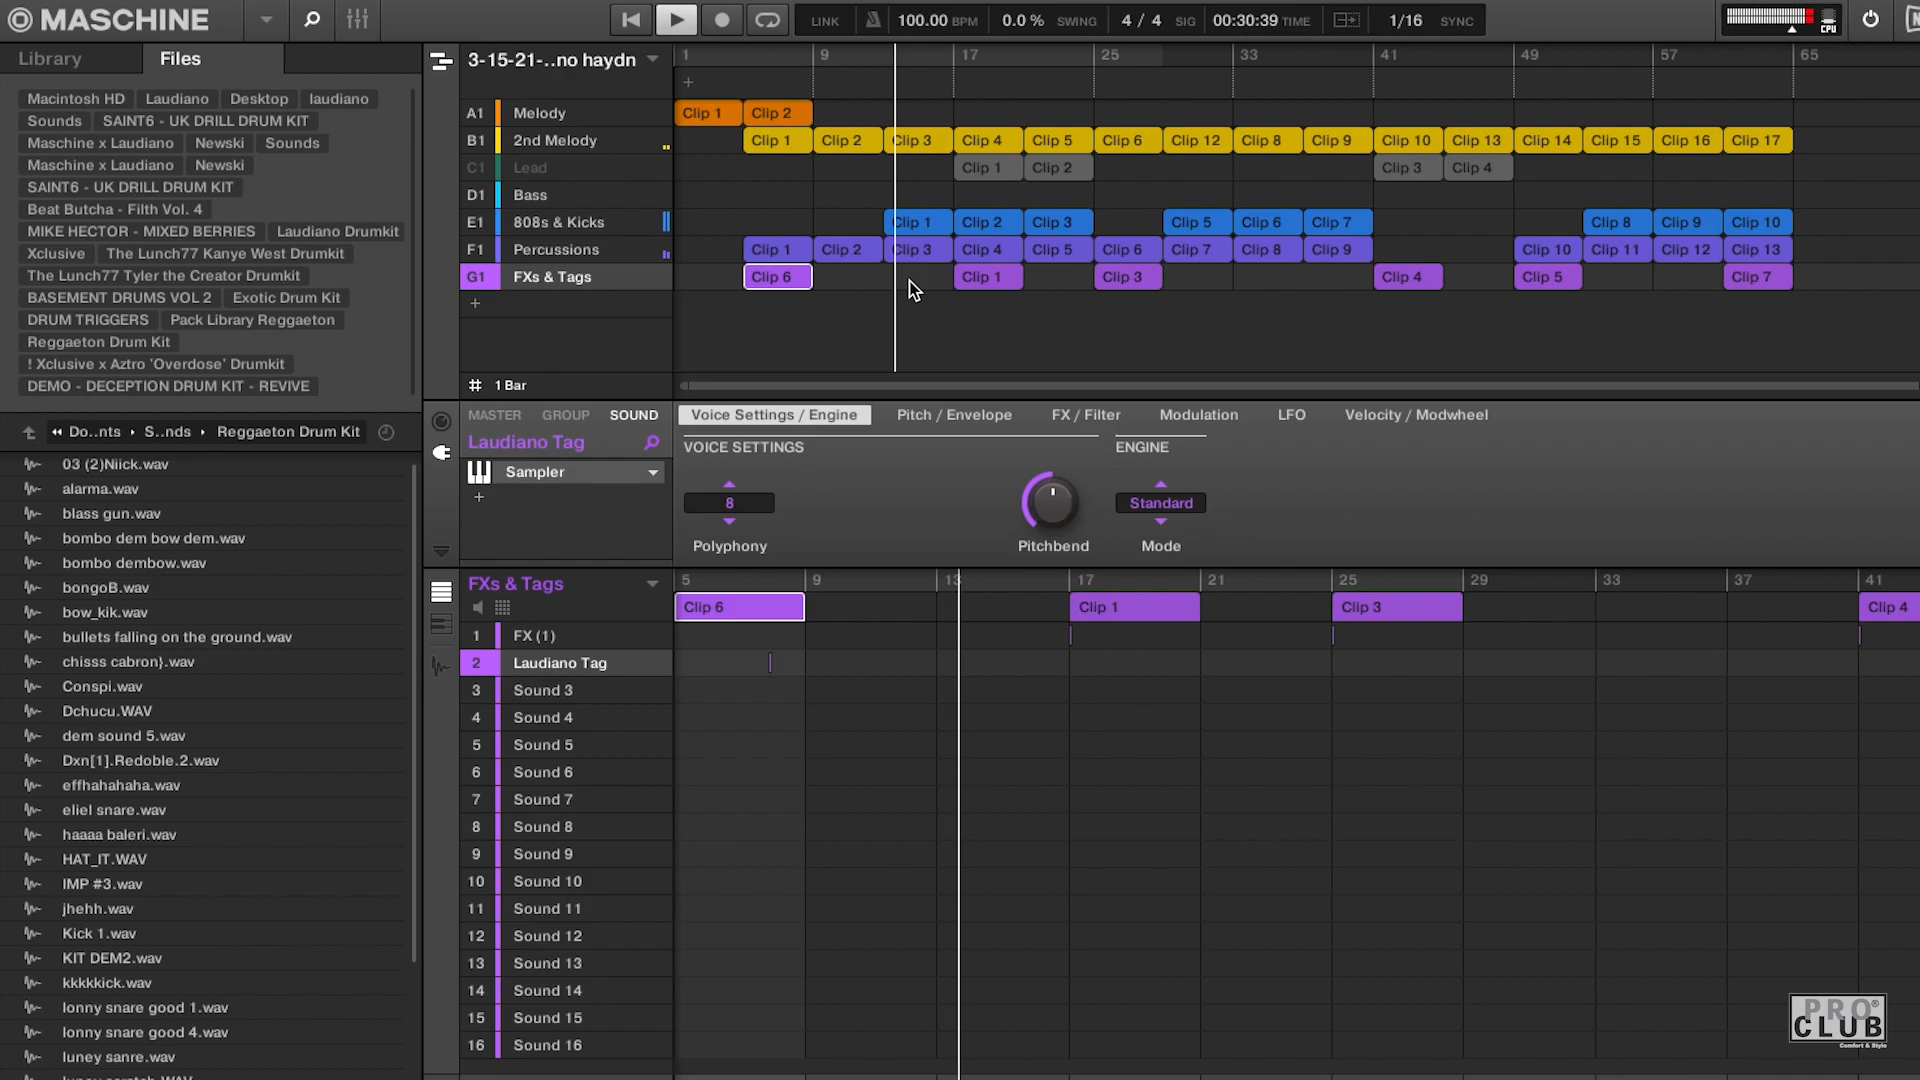 MASCHINE LINK 100.00 BPM 0.0 % SWING 4 / 4 SIG 00:30:39 TIME 1/16 SYNC CPU
Library Files
Macintosh HD Laudiano Desktop laudiano
Sounds SAINT6 - UK DRILL DRUM KIT
Maschine x Laudiano Newski Sounds
Maschine x Laudiano Newski
SAINT6 - UK DRILL DRUM KIT
Beat Butcha - Filth Vol. 4
MIKE HECTOR - MIXED BERRIES Laudiano Drumkit
Xclusive The Lunch77 Kanye West Drumkit
The Lunch77 Tyler the Creator Drumkit
BASEMENT DRUMS VOL 2 Exotic Drum Kit
DRUM TRIGGERS Pack Library Reggaeton
Reggaeton Drum Kit
! Xclusive x Aztro 'Overdose' Drumkit
DEMO - DECEPTION DRUM KIT - REVIVE
Do..nts S..nds Reggaeton Drum Kit
03 (2)Niick.wav
alarma.wav
blass gun.wav
bombo dem bow dem.wav
bombo dembow.wav
bongoB.wav
bow_kik.wav
bullets falling on the ground.wav
chisss cabron}.wav
Conspi.wav
Dchucu.WAV
dem sound 5.wav
Dxn[1].Redoble.2.wav
effhahahaha.wav
eliel snare.wav
haaaa baleri.wav
HAT_IT.WAV
IMP #3.wav
jhehh.wav
Kick 1.wav
KIT DEM2.wav
kkkkkick.wav
lonny snare good 1.wav
lonny snare good 4.wav
luney sanre.wav
3-15-21-..no haydn 1 9 17 25 33 41 49 57 65
+
A1 Melody Clip 1 Clip 2
B1 2nd Melody Clip 1 Clip 2 Clip 3 Clip 4 Clip 5 Clip 6 Clip 12 Clip 8 Clip 9 Clip 10 Clip 13 Clip 14 Clip 15 Clip 16 Clip 17
C1 Lead Clip 1 Clip 2 Clip 3 Clip 4
D1 Bass
E1 808s & Kicks Clip 1 Clip 2 Clip 3 Clip 5 Clip 6 Clip 7 Clip 8 Clip 9 Clip 10
F1 Percussions Clip 1 Clip 2 Clip 3 Clip 4 Clip 5 Clip 6 Clip 7 Clip 8 Clip 9 Clip 10 Clip 11 Clip 12 Clip 13
G1 FXs & Tags Clip 6 Clip 1 Clip 3 Clip 4 Clip 5 Clip 7
+
# 1 Bar
MASTER GROUP SOUND Voice Settings / Engine Pitch / Envelope FX / Filter Modulation LFO Velocity / Modwheel
Laudiano Tag VOICE SETTINGS ENGINE
Sampler
+
8 Standard
Polyphony Pitchbend Mode
FXs & Tags 5 9 13 17 21 25 29 33 37 41
Clip 6 Clip 1 Clip 3 Clip 4
1 FX (1)
2 Laudiano Tag
3 Sound 3
4 Sound 4
5 Sound 5
6 Sound 6
7 Sound 7
8 Sound 8
9 Sound 9
10 Sound 10
11 Sound 11
12 Sound 12
13 Sound 13
14 Sound 14
15 Sound 15
16 Sound 16
PRO
CLUB
Comfort & Style